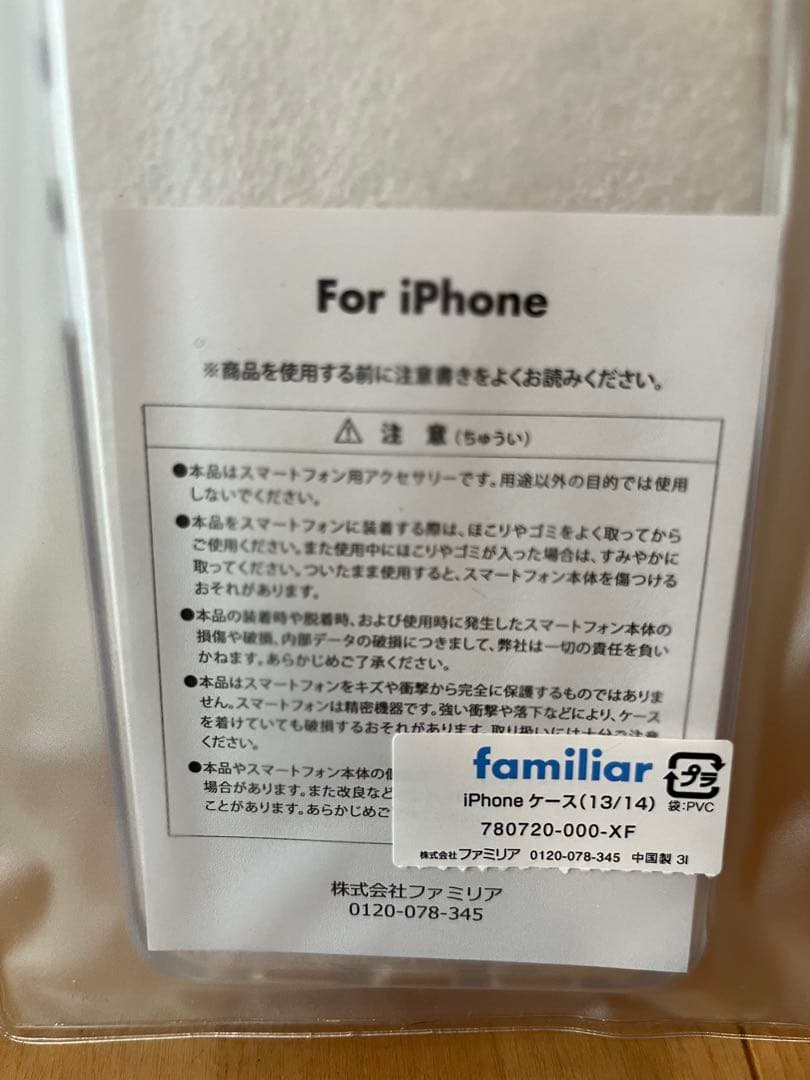 For iPhone
※商品を使用する前に注意書きをよくお読みください。
⚠ 注 意(ちゅうい)
●本品はスマートフォン用アクセサリーです。用途以外の目的では使用
しないでください。
●本品をスマートフォンに装着する際は、ほこりやゴミをよく取ってから
ご使用ください。また使用中にほこりやゴミが入った場合は、すみやかに
取ってください。ついたまま使用すると、スマートフォン本体を傷つける
おそれがあります。
●本品の装着時や脱着時、および使用時に発生したスマートフォン本体の
損傷や破損、内部データの破損につきまして、弊社は一切の責任を負い
かねます。あらかじめご了承ください。
●本品はスマートフォンをキズや衝撃から完全に保護するものではありま
せん。スマートフォンは精密機器です。強い衝撃や落下などにより、ケース
を着けていても破損するおそれがあります。取り扱いには十分ご注意
ください。
●本品やスマートフォン本体の
場合があります。また改良など
ことがあります。あらかじめご
familiar
プラ
iPhone ケース(13/14) 袋:PVC
780720-000-XF
株式会社ファミリア 0120-078-345 中国製 3I
株式会社ファミリア
0120-078-345